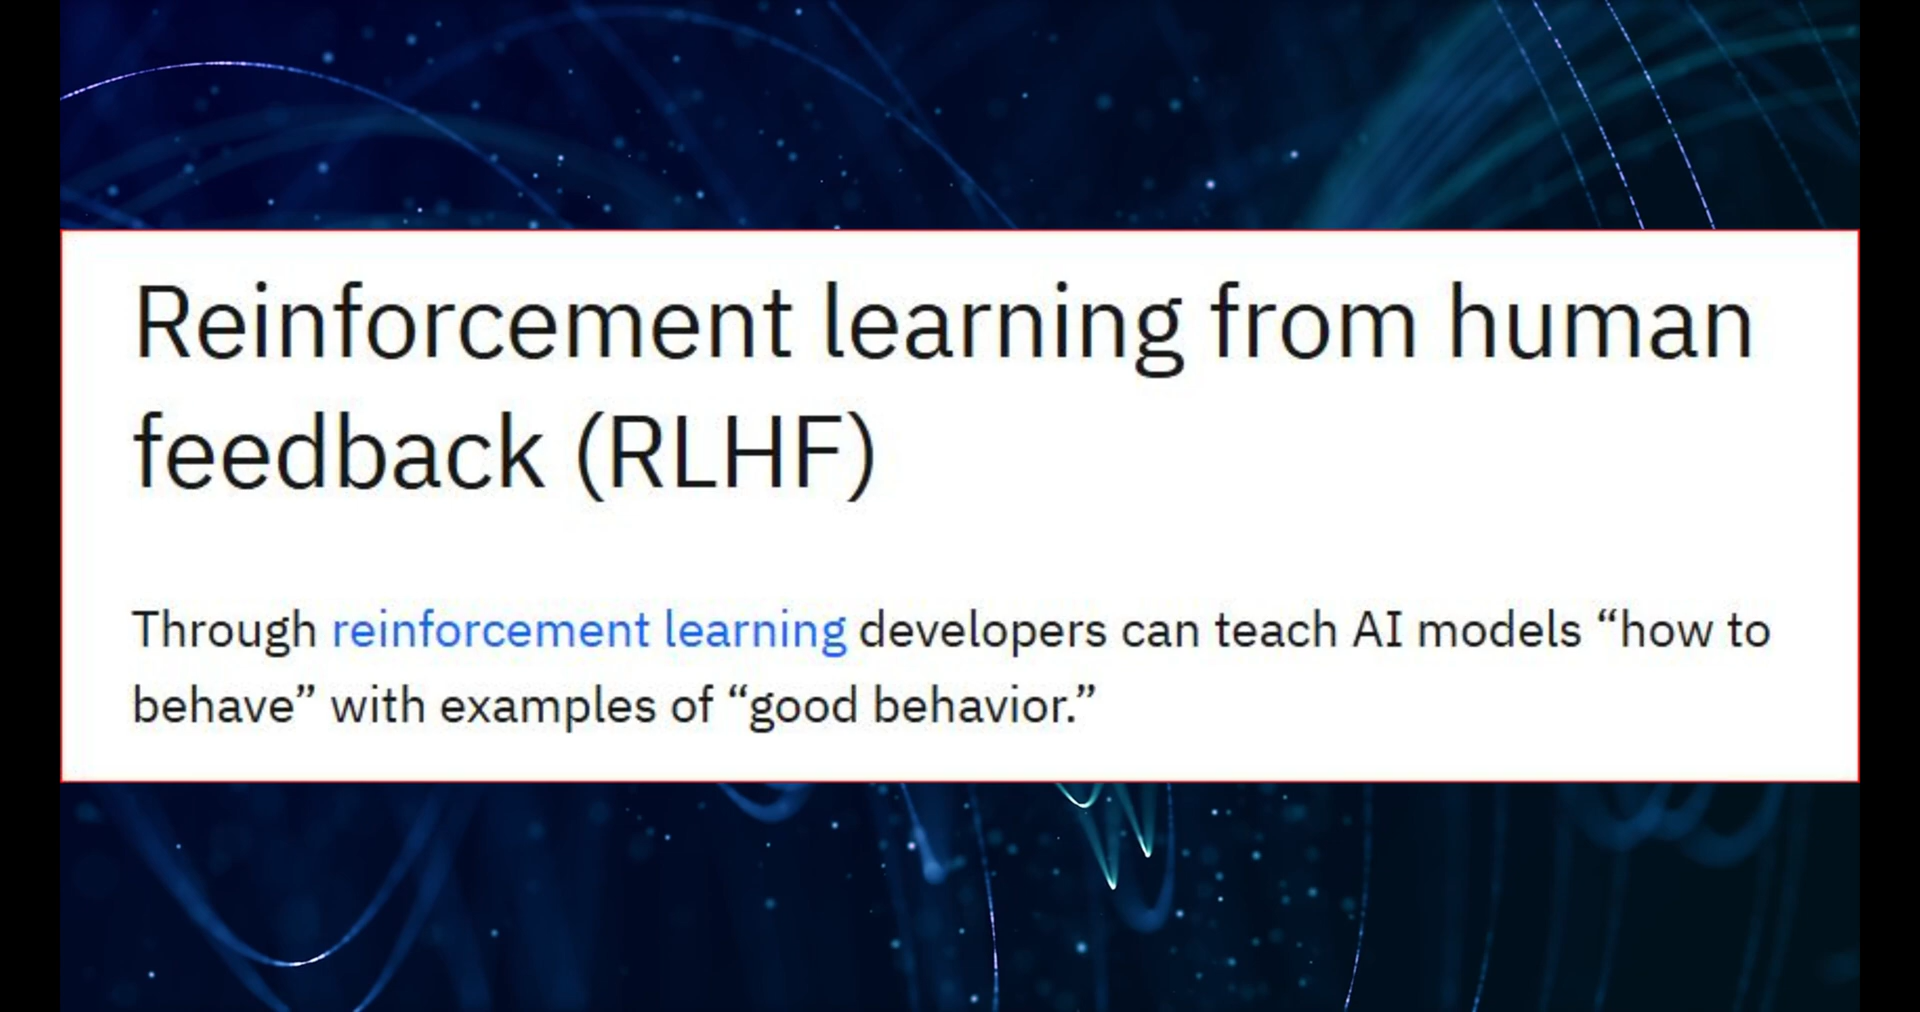 Reinforcement learning from human
feedback (RLHF)
Through reinforcement learning developers can teach AI models “how to
behave” with examples of “good behavior.”